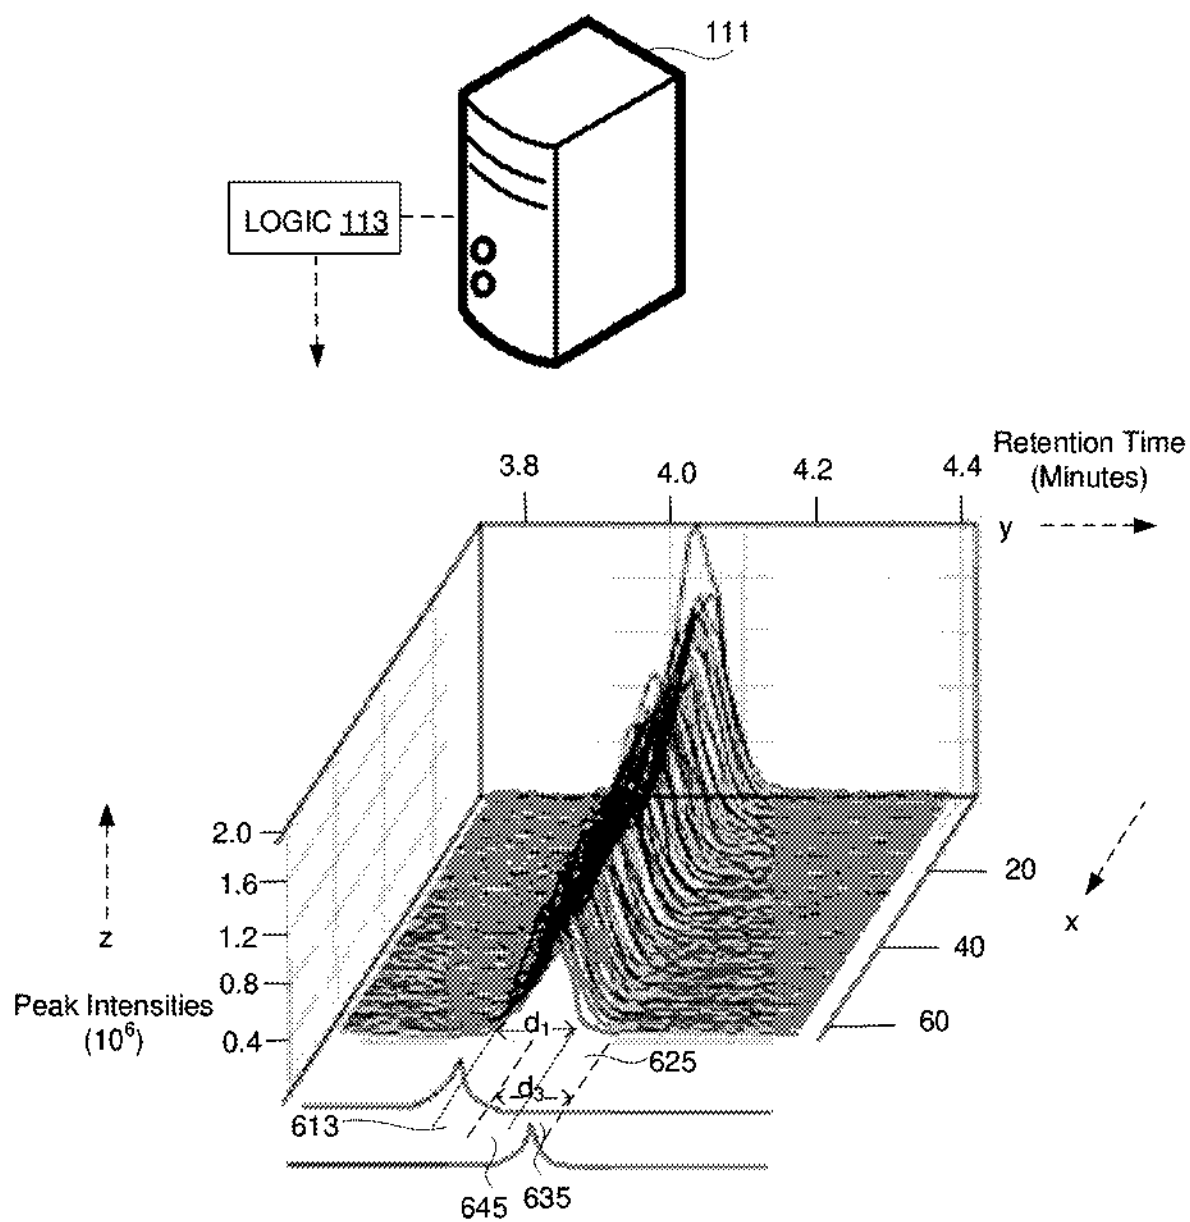 111
LOGIC 113
Retention Time
(Minutes)
3.8
4.0
4.2
4.4
y
2.0
1.6
1.2
0.8
0.4
z
Peak Intensities
(10⁶)
20
40
60
x
d₁
625
d₃
613
645
635